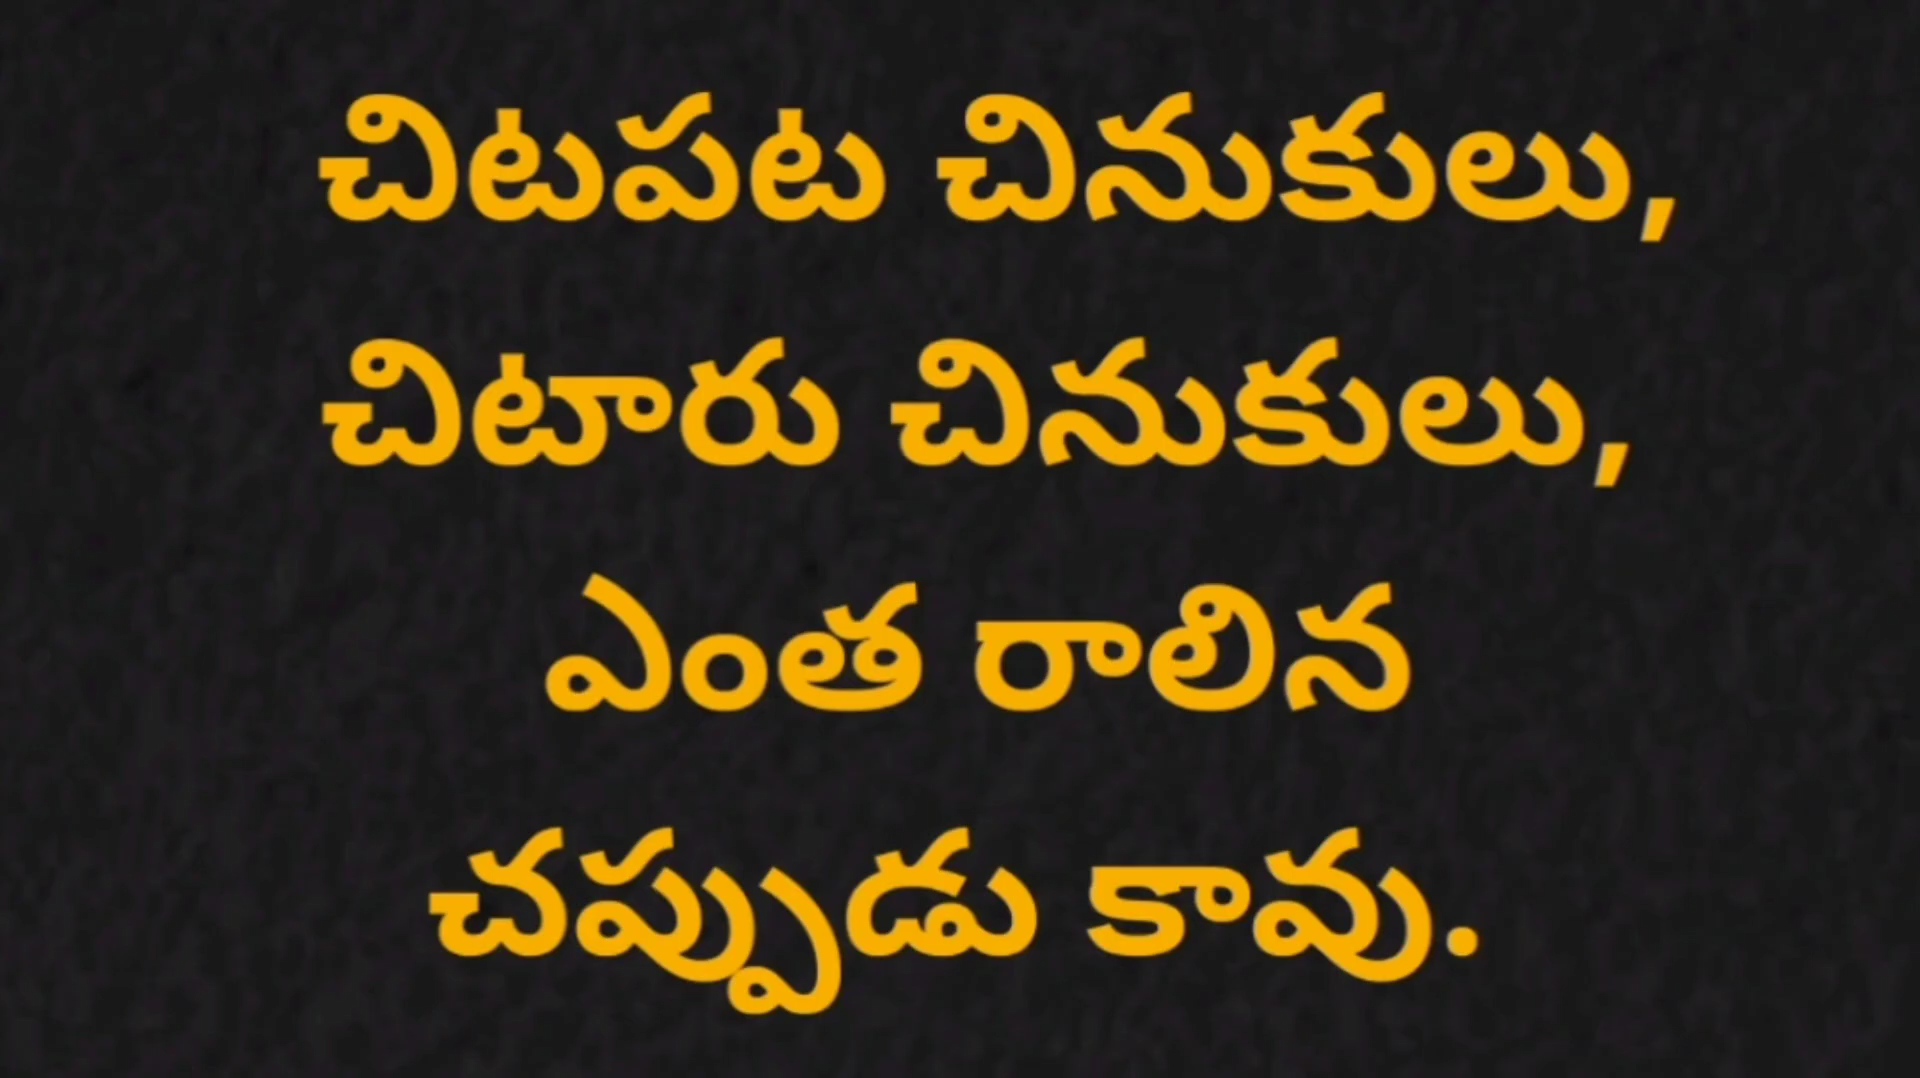 చిటపట చినుకులు,
చిటారు చినుకులు,
ఎంత రాలిన
చప్పుడు కావు.